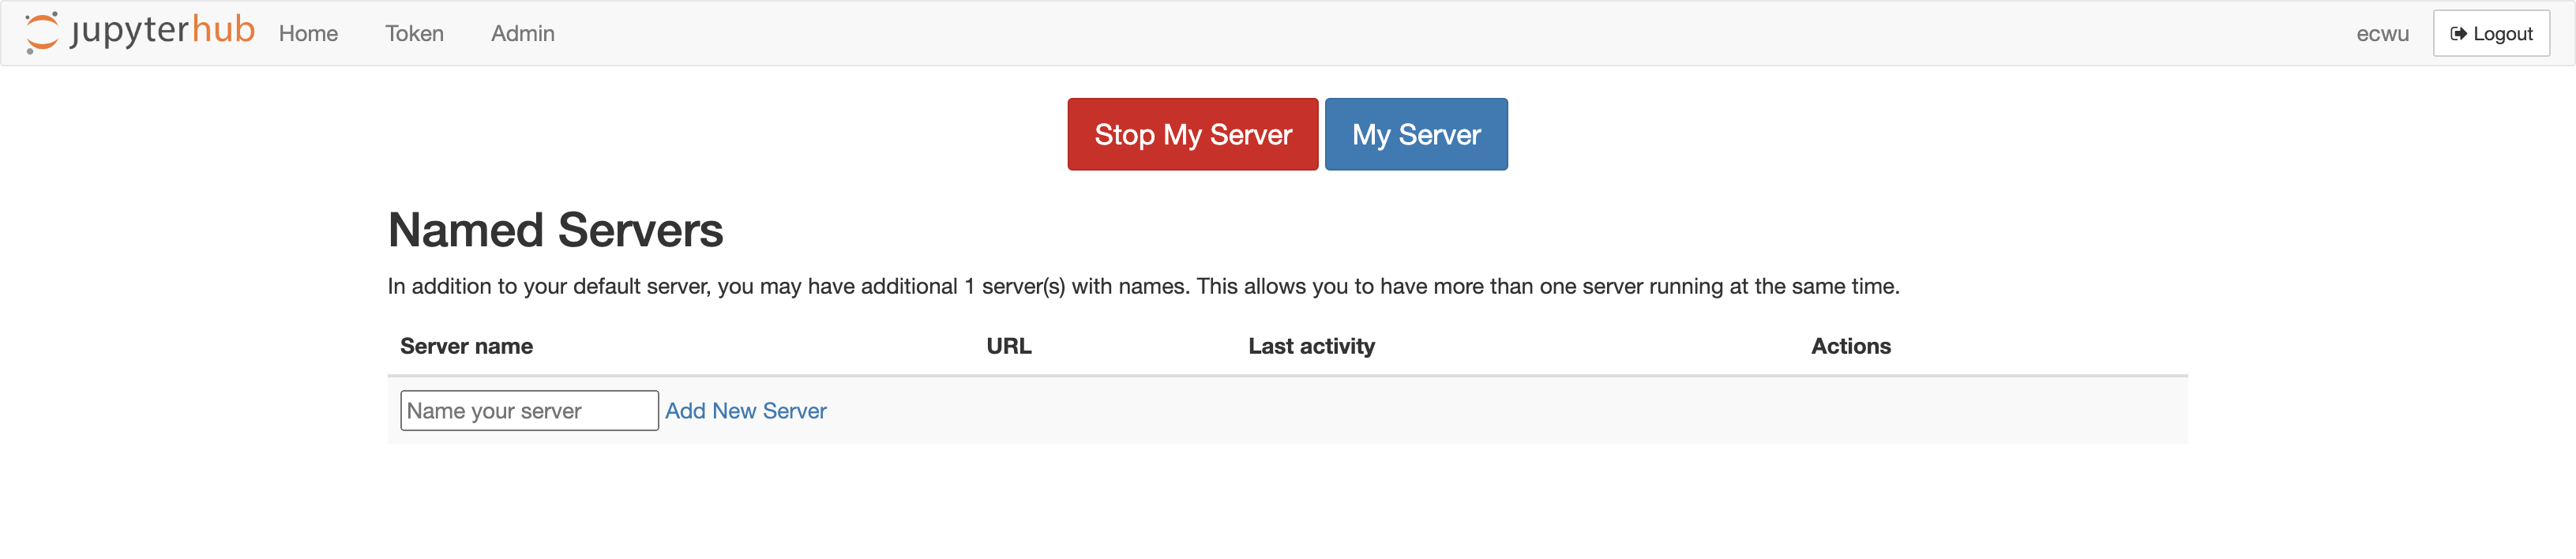 jupyterhub Home Token Admin ecwu Logout
Stop My Server My Server
Named Servers
In addition to your default server, you may have additional 1 server(s) with names. This allows you to have more than one server running at the same time.
Server name URL Last activity Actions
Name your server Add New Server